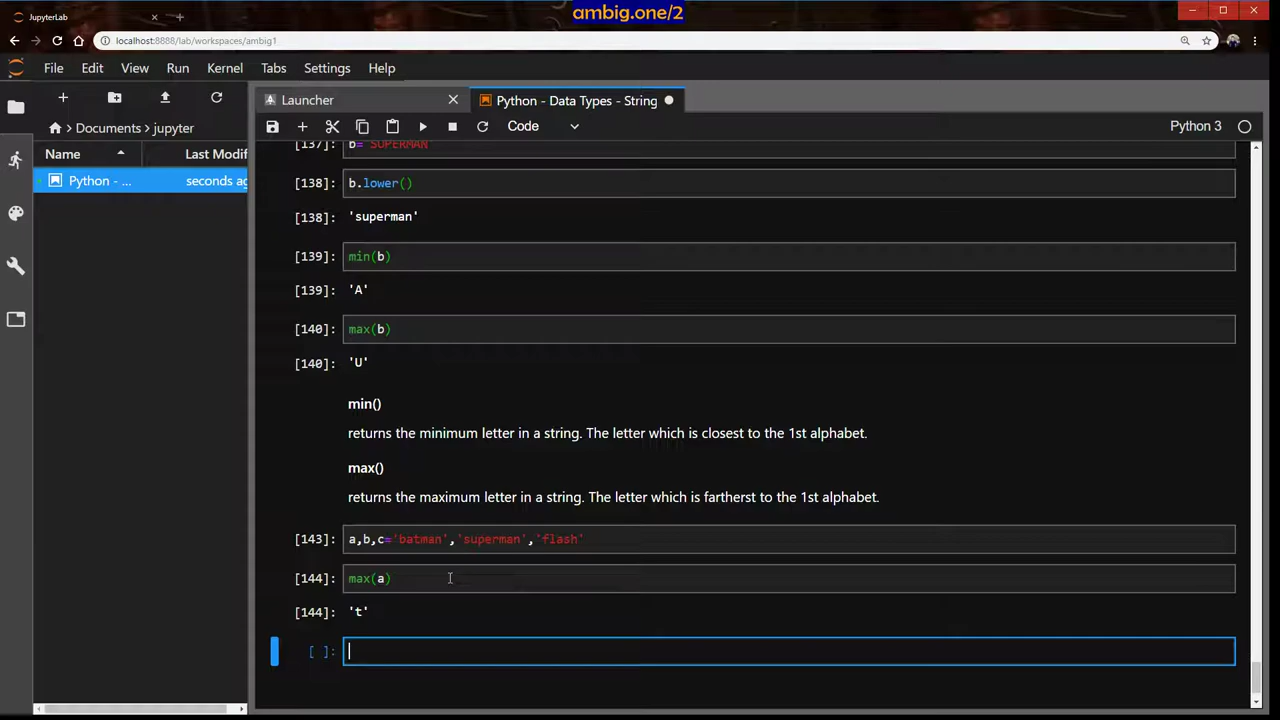 ambig.one/2
JupyterLab
localhost:8888/lab/workspaces/ambig1
File Edit View Run Kernel Tabs Settings Help
Launcher
Python - Data Types - String
Code
Python 3
Documents > jupyter
Name Last Modif
Python - ... seconds ag
[137]: b='SUPERMAN'
[138]: b.lower()
[138]: 'superman'
[139]: min(b)
[139]: 'A'
[140]: max(b)
[140]: 'U'
min()
returns the minimum letter in a string. The letter which is closest to the 1st alphabet.
max()
returns the maximum letter in a string. The letter which is fartherst to the 1st alphabet.
[143]: a,b,c='batman','superman','flash'
[144]: max(a)
[144]: 't'
[ ]: